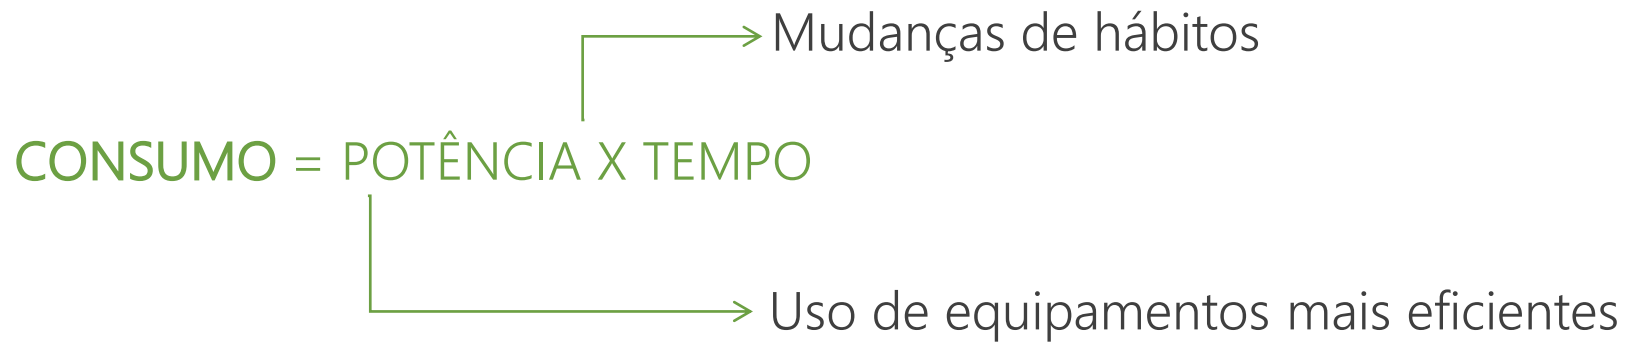 Mudanças de hábitos
CONSUMO = POTÊNCIA X TEMPO
Uso de equipamentos mais eficientes